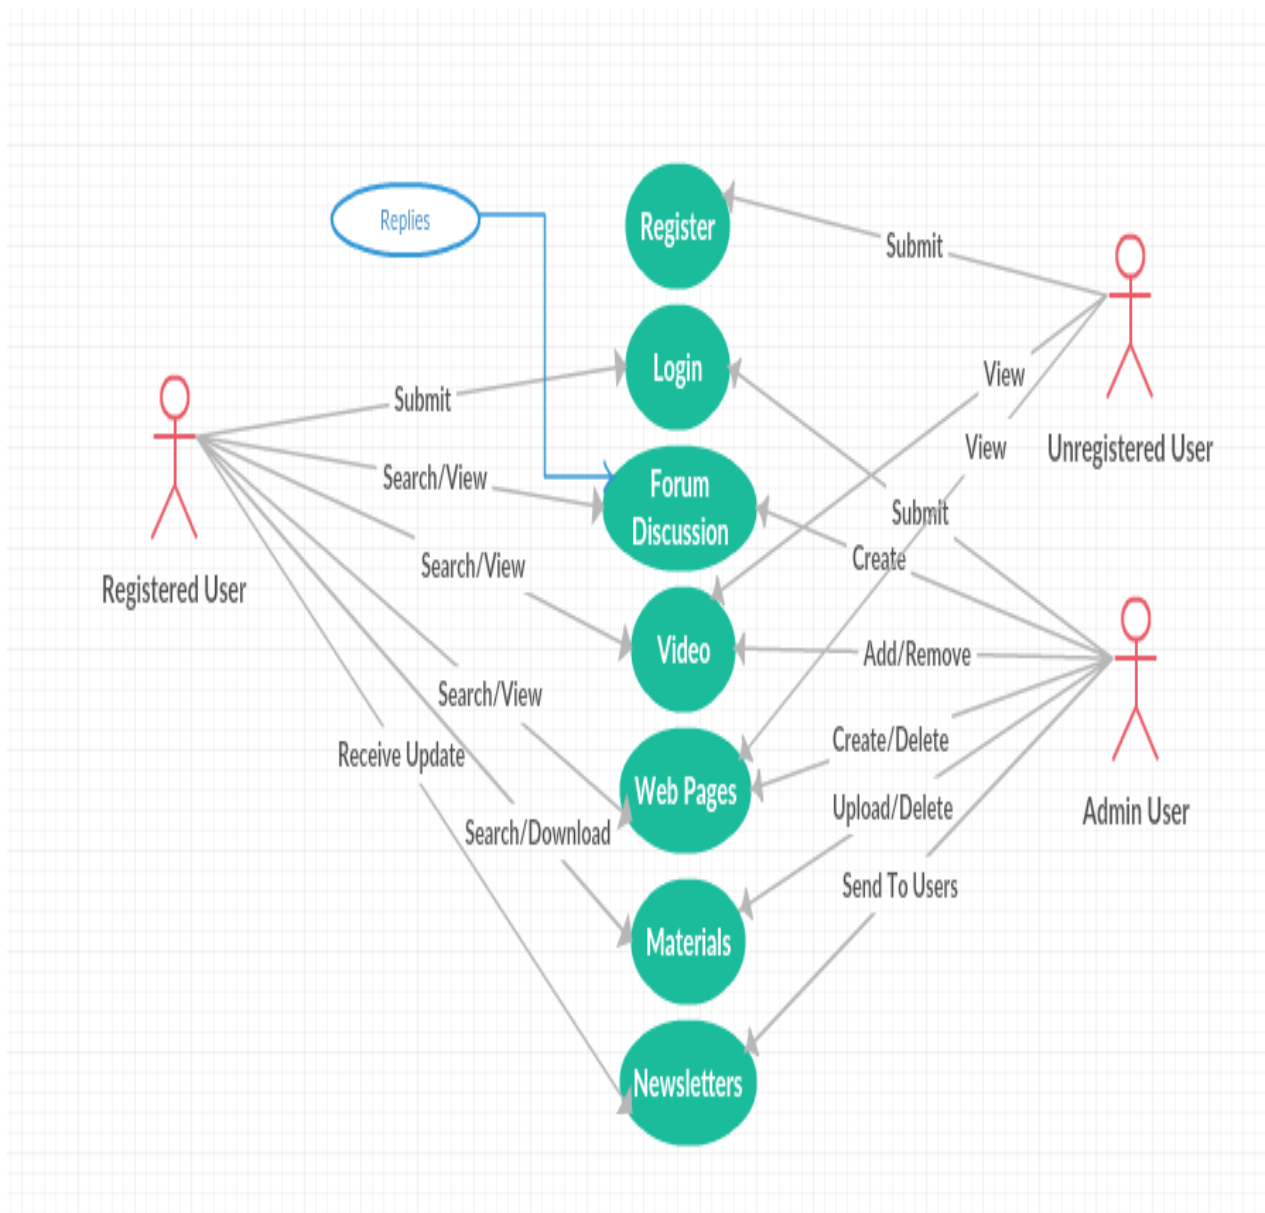 Replies
Register
Submit
Login
Submit
View
Search/View
Forum
Discussion
View
Unregistered User
Submit
Create
Search/View
Registered User
Video
Add/Remove
Search/View
Create/Delete
Receive Update
Web Pages
Upload/Delete
Admin User
Search/Download
Send To Users
Materials
Newsletters